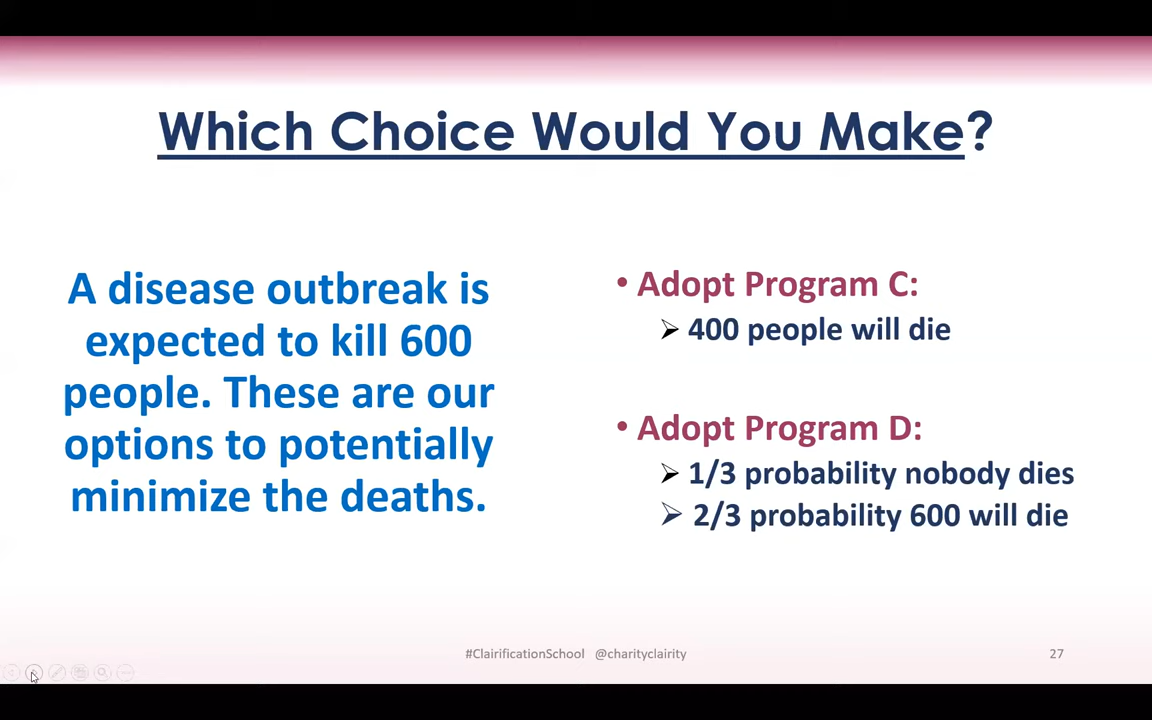 Which Choice Would You Make?
A disease outbreak is
expected to kill 600
people. These are our
options to potentially
minimize the deaths.
• Adopt Program C:
➢ 400 people will die
• Adopt Program D:
➢ 1/3 probability nobody dies
➢ 2/3 probability 600 will die
#ClairificationSchool @charityclairity
27